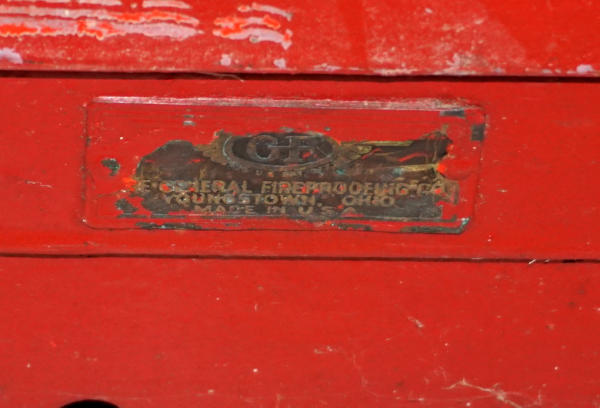 GF
E GENERAL FIREPROOFING CO
YOUNGSTOWN, OHIO
MADE IN U.S.A